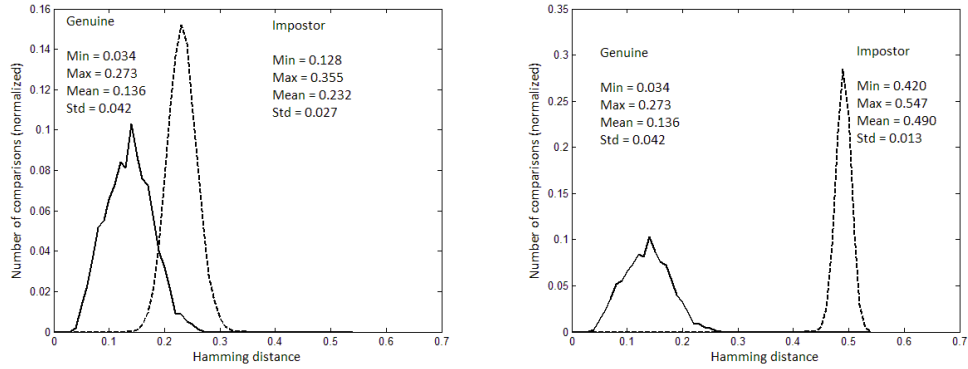 Genuine
Min = 0.034
Max = 0.273
Mean = 0.136
Std = 0.042
Impostor
Min = 0.128
Max = 0.355
Mean = 0.232
Std = 0.027
Number of comparisons (normalized)
0.16
0.14
0.12
0.1
0.08
0.06
0.04
0.02
0
0 0.1 0.2 0.3 0.4 0.5 0.6 0.7
Hamming distance
Genuine
Min = 0.034
Max = 0.273
Mean = 0.136
Std = 0.042
Impostor
Min = 0.420
Max = 0.547
Mean = 0.490
Std = 0.013
Number of comparisons (normalized)
0.35
0.3
0.25
0.2
0.15
0.1
0.05
0
0 0.1 0.2 0.3 0.4 0.5 0.6 0.7
Hamming distance